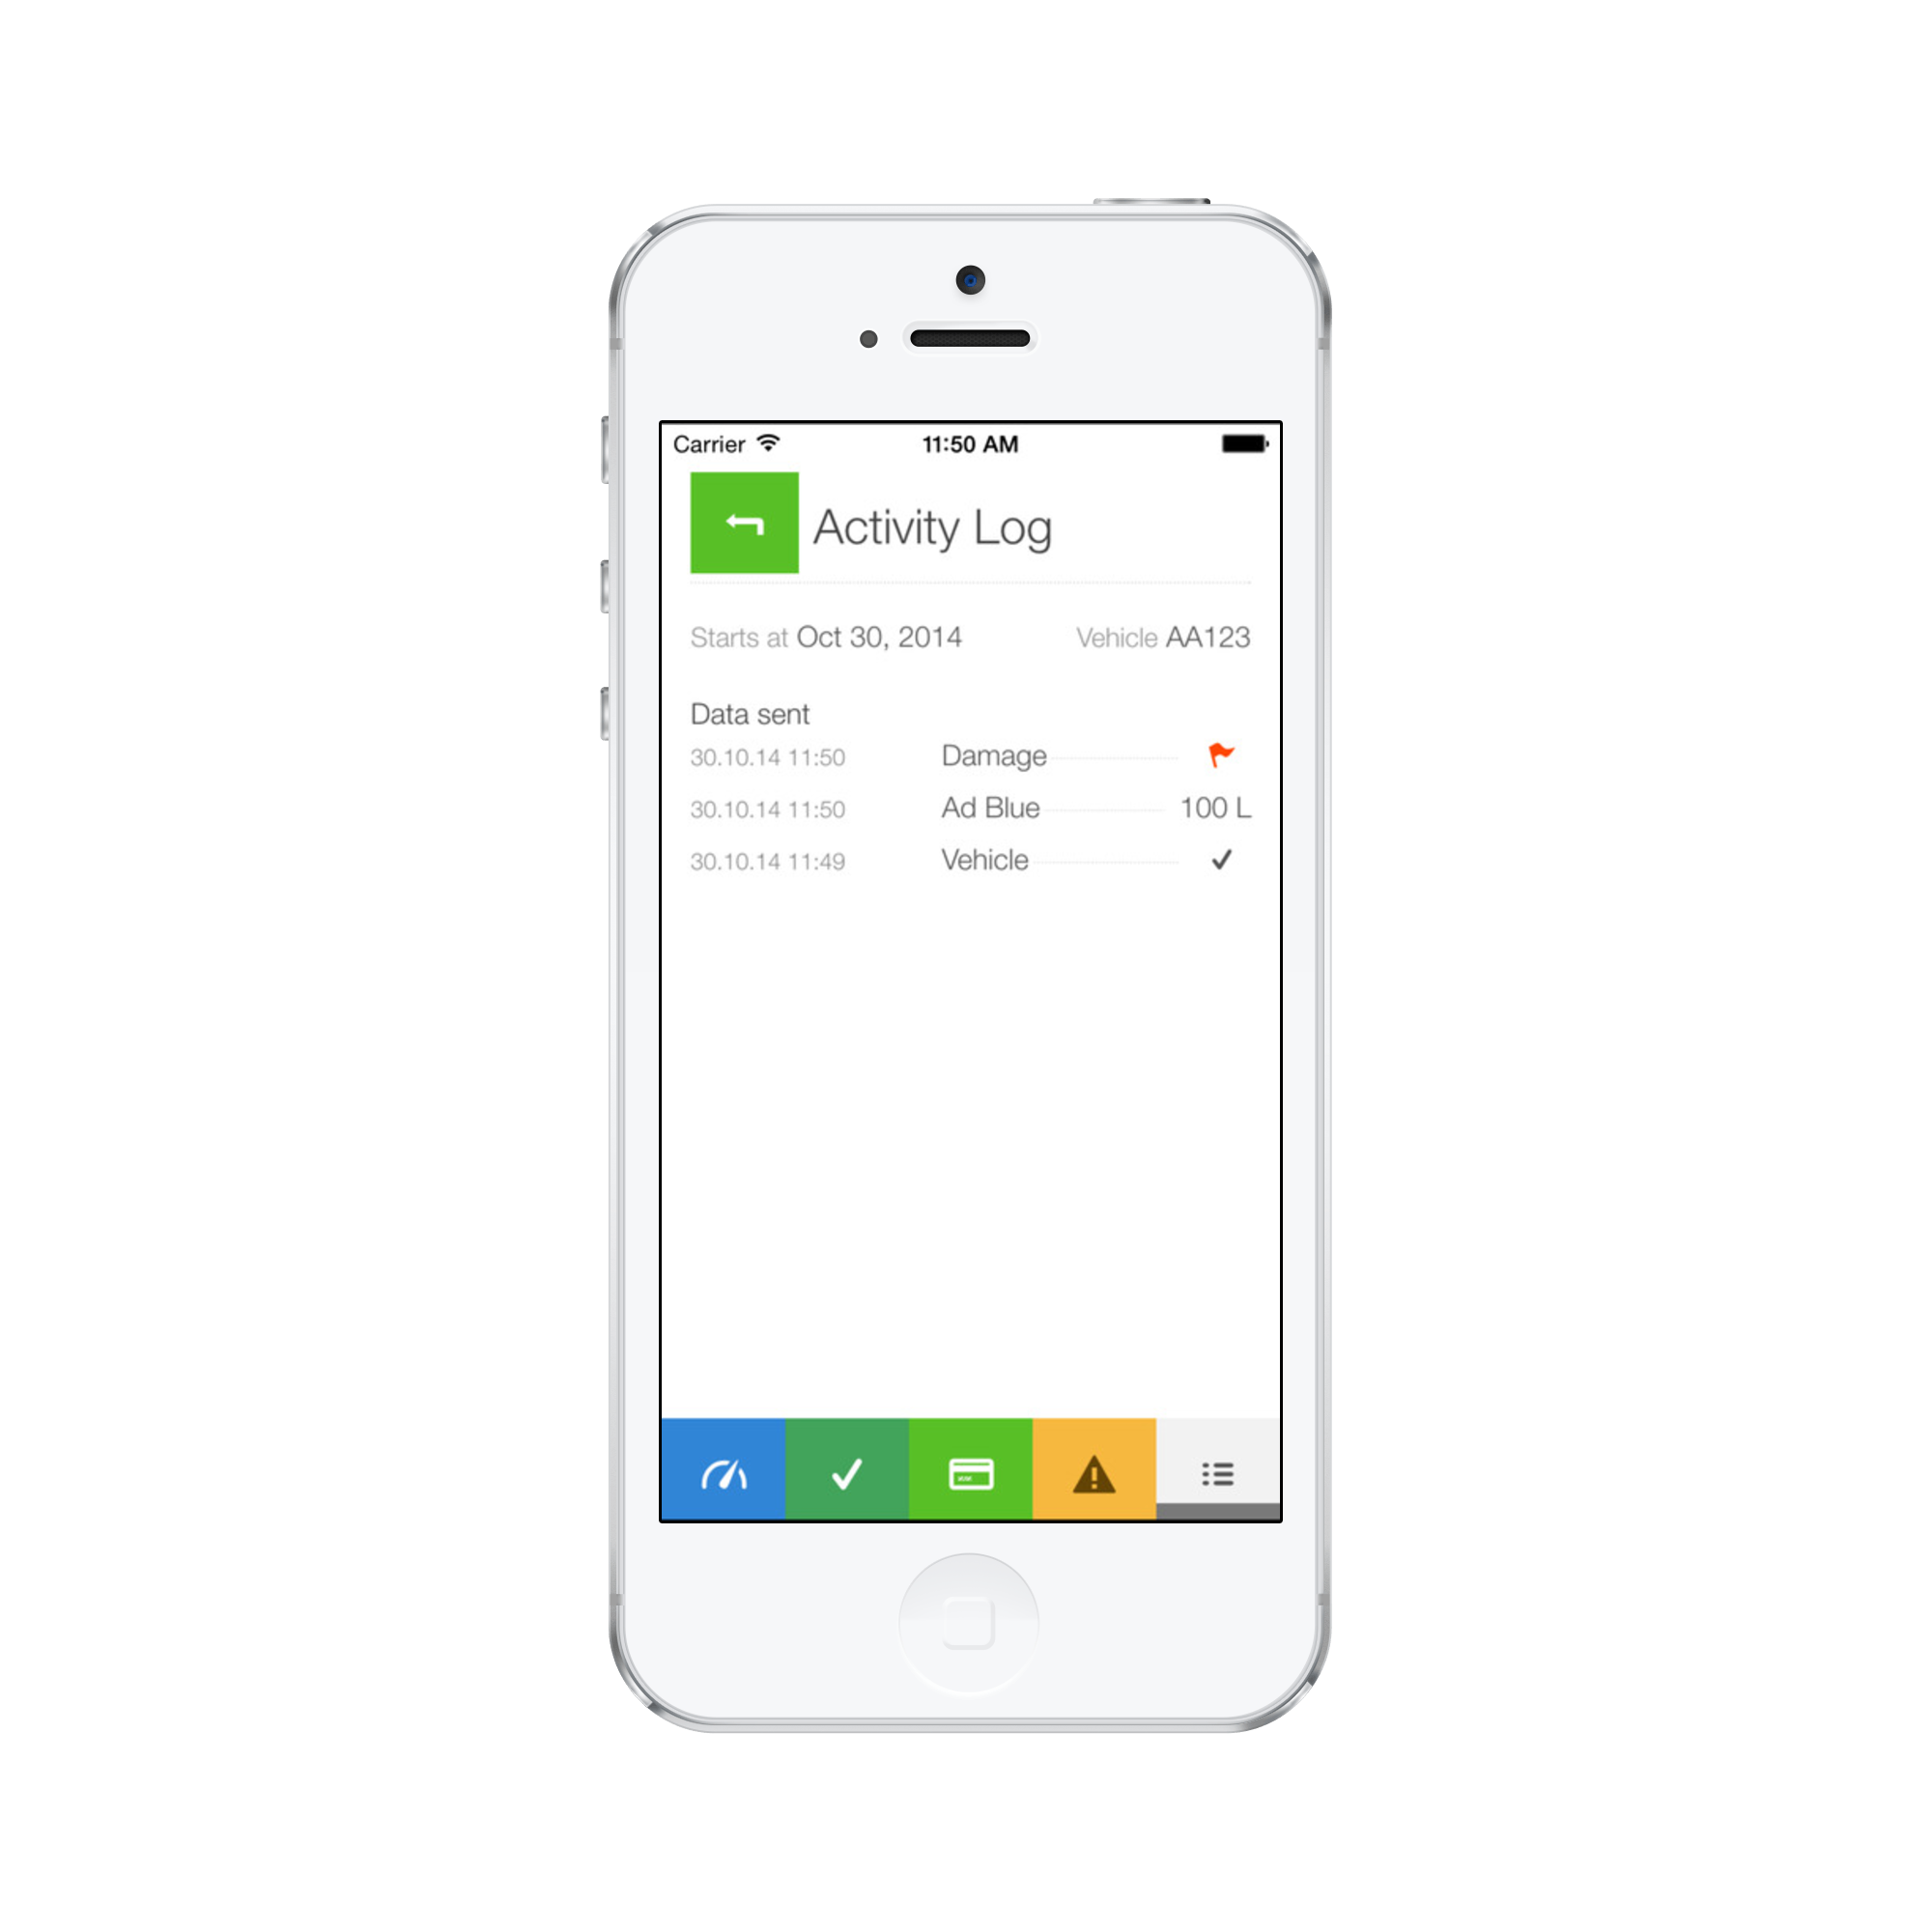 Carrier 11:50 AM
Activity Log
Starts at Oct 30, 2014 Vehicle AA123
Data sent
30.10.14 11:50 Damage
30.10.14 11:50 Ad Blue 100 L
30.10.14 11:49 Vehicle